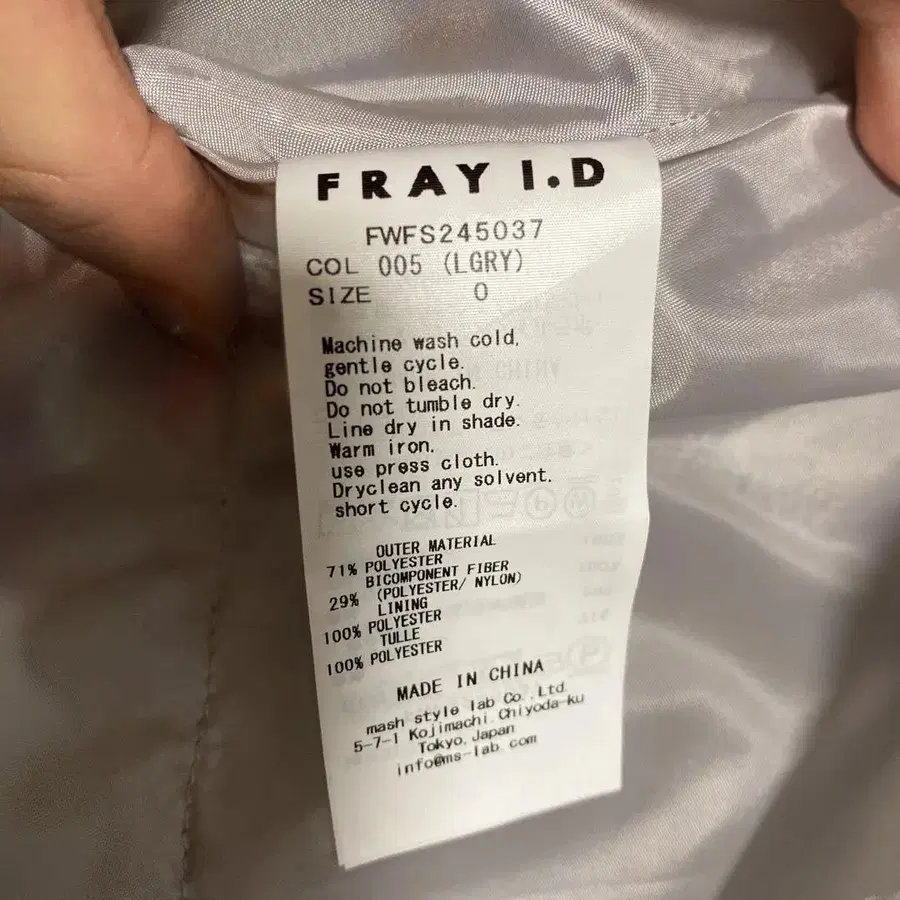 FRAY I.D
FWFS245037
COL 005 (LGRY)
SIZE 0
Machine wash cold,
gentle cycle.
Do not bleach.
Do not tumble dry.
Line dry in shade.
Warm iron.
use press cloth.
Dryclean any solvent.
short cycle.
OUTER MATERIAL
71% POLYESTER
BICOMPONENT FIBER
29% (POLYESTER/ NYLON)
LINING
100% POLYESTER
TULLE
100% POLYESTER
MADE IN CHINA
mash style lab Co.,Ltd.
5-7-1 Kojimachi,Chiyoda-ku
Tokyo,Japan
info@ms-lab.com